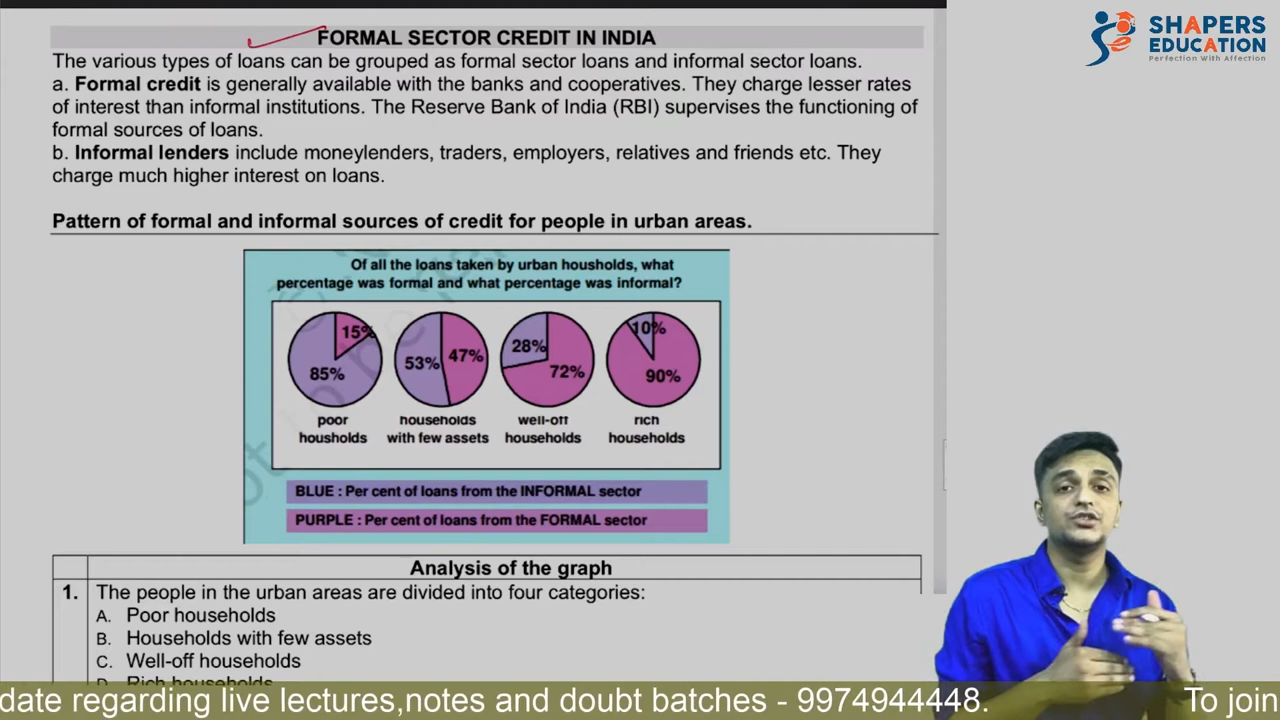 FORMAL SECTOR CREDIT IN INDIA
The various types of loans can be grouped as formal sector loans and informal sector loans.
a. Formal credit is generally available with the banks and cooperatives. They charge lesser rates
of interest than informal institutions. The Reserve Bank of India (RBI) supervises the functioning of
formal sources of loans.
b. Informal lenders include moneylenders, traders, employers, relatives and friends etc. They
charge much higher interest on loans.
Pattern of formal and informal sources of credit for people in urban areas.
Of all the loans taken by urban housholds, what
percentage was formal and what percentage was informal?
15%
85%
53%
47%
28%
72%
10%
90%
poor
housholds
households
with few assets
well-off
households
rich
households
BLUE : Per cent of loans from the INFORMAL sector
PURPLE : Per cent of loans from the FORMAL sector
Analysis of the graph
1. The people in the urban areas are divided into four categories:
A. Poor households
B. Households with few assets
C. Well-off households
D. Rich households
SHAPERS
EDUCATION
Perfection With Affection
date regarding live lectures,notes and doubt batches - 9974944448. To join